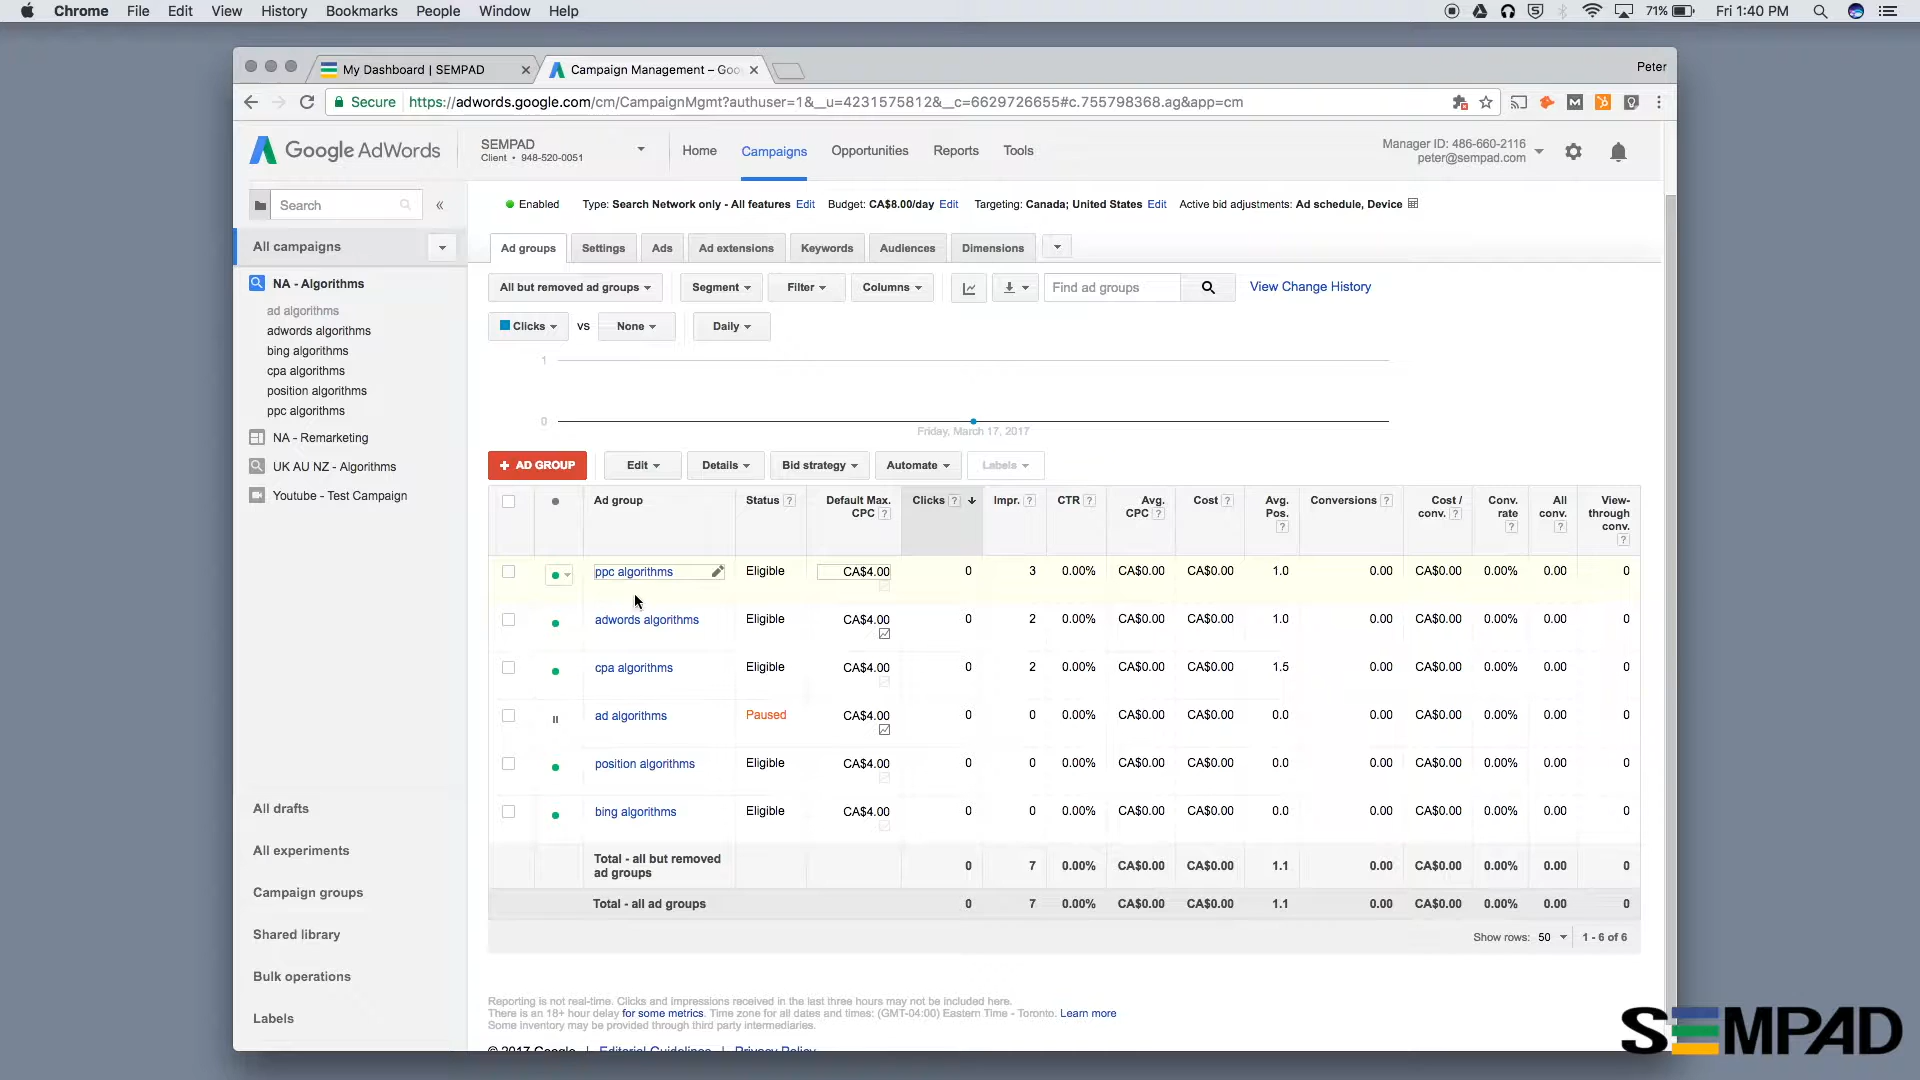 Chrome File Edit View History Bookmarks People Window Help 71% Fri 1:40 PM
My Dashboard | SEMPAD Campaign Management – Goo Peter
Secure https://adwords.google.com/cm/CampaignMgmt?authuser=1&__u=4231575812&__c=6629726655#c.755798368.ag&app=cm
Google AdWords SEMPAD Home Campaigns Opportunities Reports Tools Manager ID: 486-660-2116
Client • 948-520-0051 peter@sempad.com
Search « Enabled Type: Search Network only - All features Edit Budget: CA$8.00/day Edit Targeting: Canada; United States Edit Active bid adjustments: Ad schedule, Device
All campaigns
Ad groups Settings Ads Ad extensions Keywords Audiences Dimensions
NA - Algorithms
ad algorithms
adwords algorithms
bing algorithms
cpa algorithms
position algorithms
ppc algorithms
NA - Remarketing
UK AU NZ - Algorithms
Youtube - Test Campaign
All drafts
All experiments
Campaign groups
Shared library
Bulk operations
Labels
All but removed ad groups Segment Filter Columns Find ad groups View Change History
Clicks vs None Daily
1
0
Friday, March 17, 2017
+ AD GROUP Edit Details Bid strategy Automate Labels
Ad group Status ? Default Max. CPC ? Clicks ? Impr. ? CTR ? Avg. CPC ? Cost ? Avg. Pos. ? Conversions ? Cost / conv. ? Conv. rate ? All conv. ? View-through conv. ?
ppc algorithms Eligible CA$4.00 0 3 0.00% CA$0.00 CA$0.00 1.0 0.00 CA$0.00 0.00% 0.00 0
adwords algorithms Eligible CA$4.00 0 2 0.00% CA$0.00 CA$0.00 1.0 0.00 CA$0.00 0.00% 0.00 0
cpa algorithms Eligible CA$4.00 0 2 0.00% CA$0.00 CA$0.00 1.5 0.00 CA$0.00 0.00% 0.00 0
ad algorithms Paused CA$4.00 0 0 0.00% CA$0.00 CA$0.00 0.0 0.00 CA$0.00 0.00% 0.00 0
position algorithms Eligible CA$4.00 0 0 0.00% CA$0.00 CA$0.00 0.0 0.00 CA$0.00 0.00% 0.00 0
bing algorithms Eligible CA$4.00 0 0 0.00% CA$0.00 CA$0.00 0.0 0.00 CA$0.00 0.00% 0.00 0
Total - all but removed ad groups 0 7 0.00% CA$0.00 CA$0.00 1.1 0.00 CA$0.00 0.00% 0.00 0
Total - all ad groups 0 7 0.00% CA$0.00 CA$0.00 1.1 0.00 CA$0.00 0.00% 0.00 0
Show rows: 50 1 - 6 of 6
Reporting is not real-time. Clicks and impressions received in the last three hours may not be included here.
There is an 18+ hour delay for some metrics. Time zone for all dates and times: (GMT-04:00) Eastern Time - Toronto. Learn more
Some inventory may be provided through third party intermediaries.
© 2017 Google | Editorial Guidelines | Privacy Policy
SEMPAD